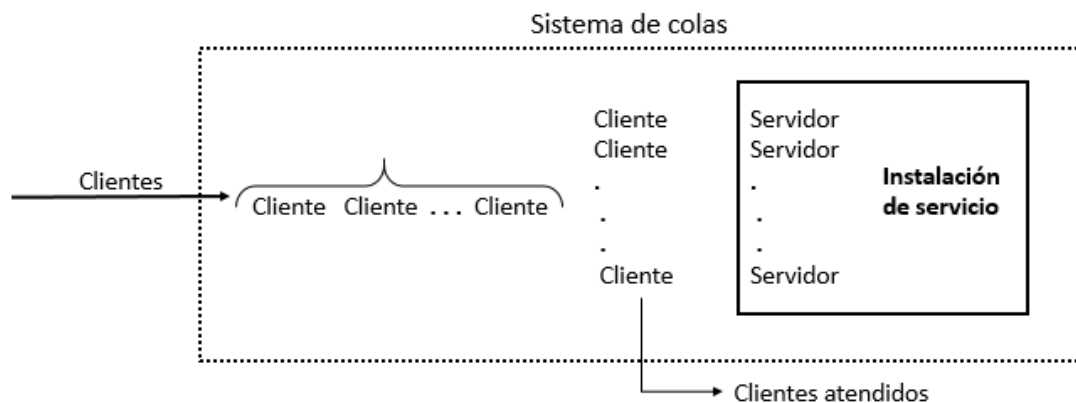 Sistema de colas
Clientes
Cliente Cliente . . . Cliente
Cliente
Cliente
.
.
.
Cliente
Servidor
Servidor
.
.
.
Servidor
Instalación
de servicio
Clientes atendidos